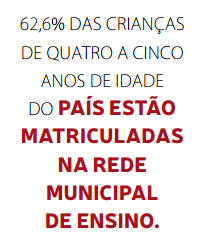 62,6% DAS CRIANÇAS
DE QUATRO A CINCO
ANOS DE IDADE
DO PAÍS ESTÃO
MATRICULADAS
NA REDE
MUNICIPAL
DE ENSINO.